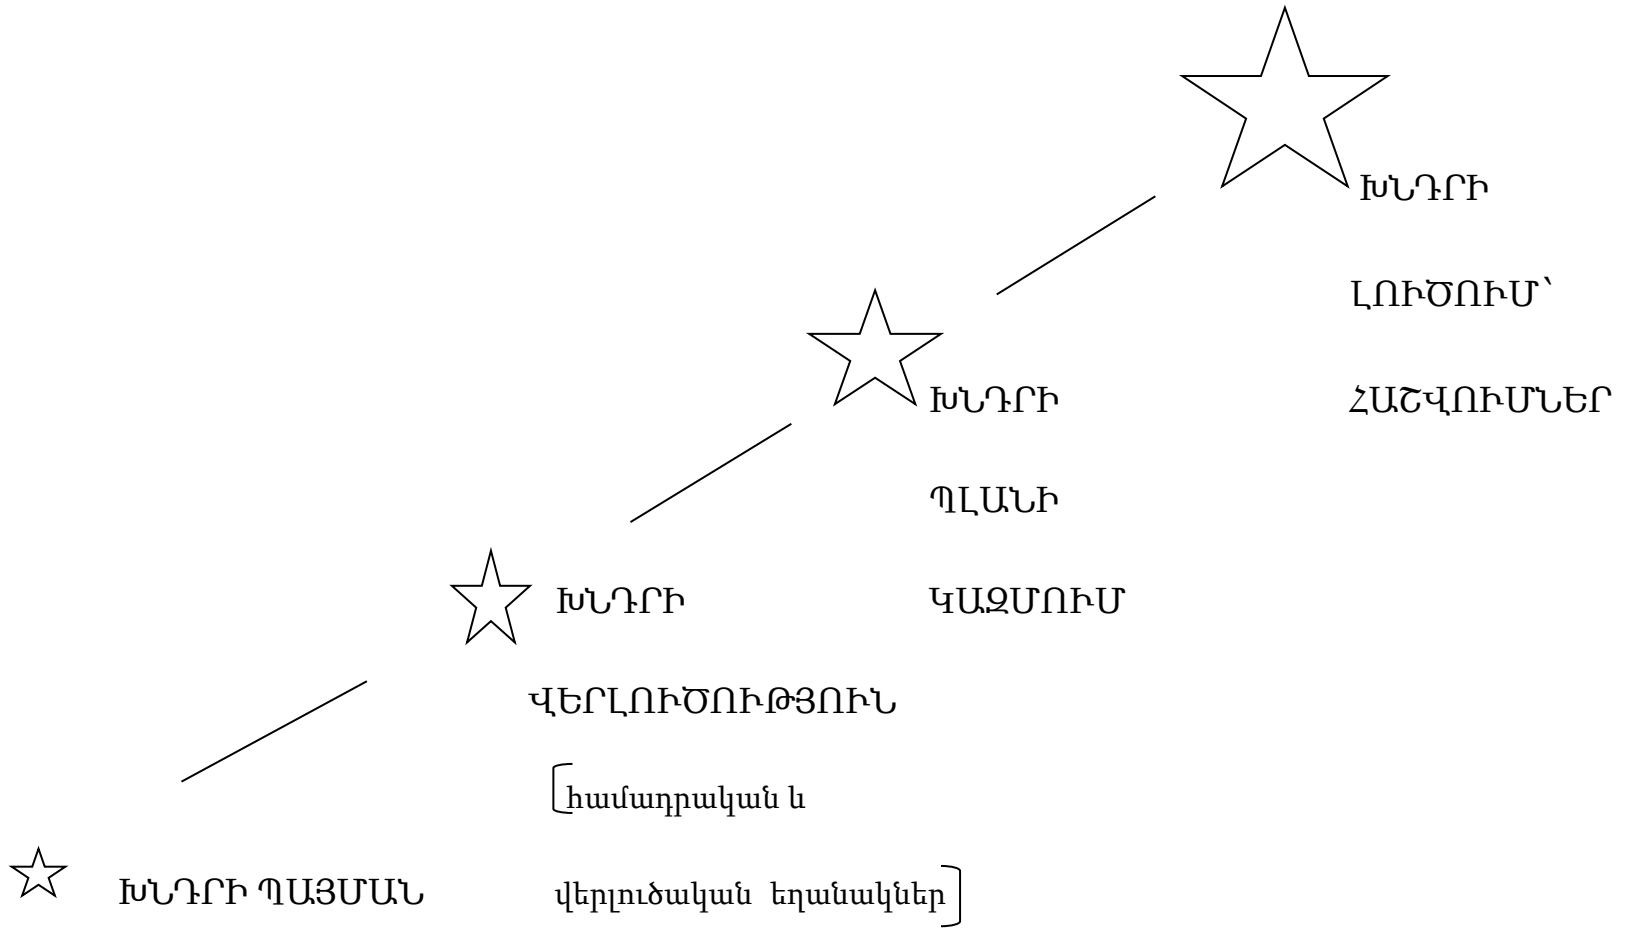 ԽՆԴՐԻ
ԼՈՒԾՈՒՄ՝
ՀԱՇՎՈՒՄՆԵՐ
ԽՆԴՐԻ
ՊԼԱՆԻ
ԿԱԶՄՈՒՄ
ԽՆԴՐԻ
ՎԵՐԼՈՒԾՈՒԹՅՈՒՆ
համադրական և
վերլուծական եղանակներ
ԽՆԴՐԻ ՊԱՅՄԱՆ